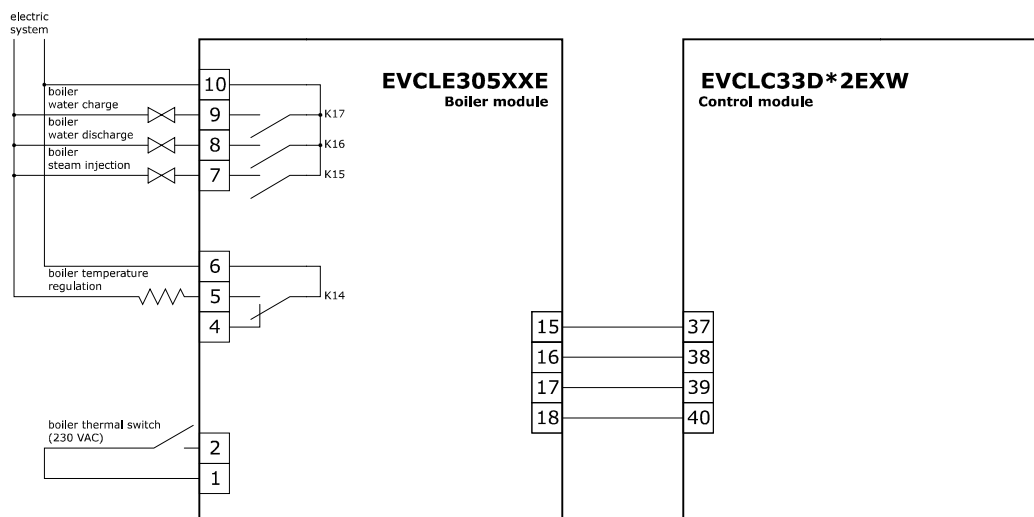 electric
system
EVCLE305XXE
Boiler module
EVCLC33D*2EXW
Control module
10
boiler
water charge
9
K17
boiler
water discharge
8
K16
boiler
steam injection
7
K15
6
boiler temperature
regulation
5
K14
4
15
37
16
38
17
39
18
40
boiler thermal switch
(230 VAC)
2
1